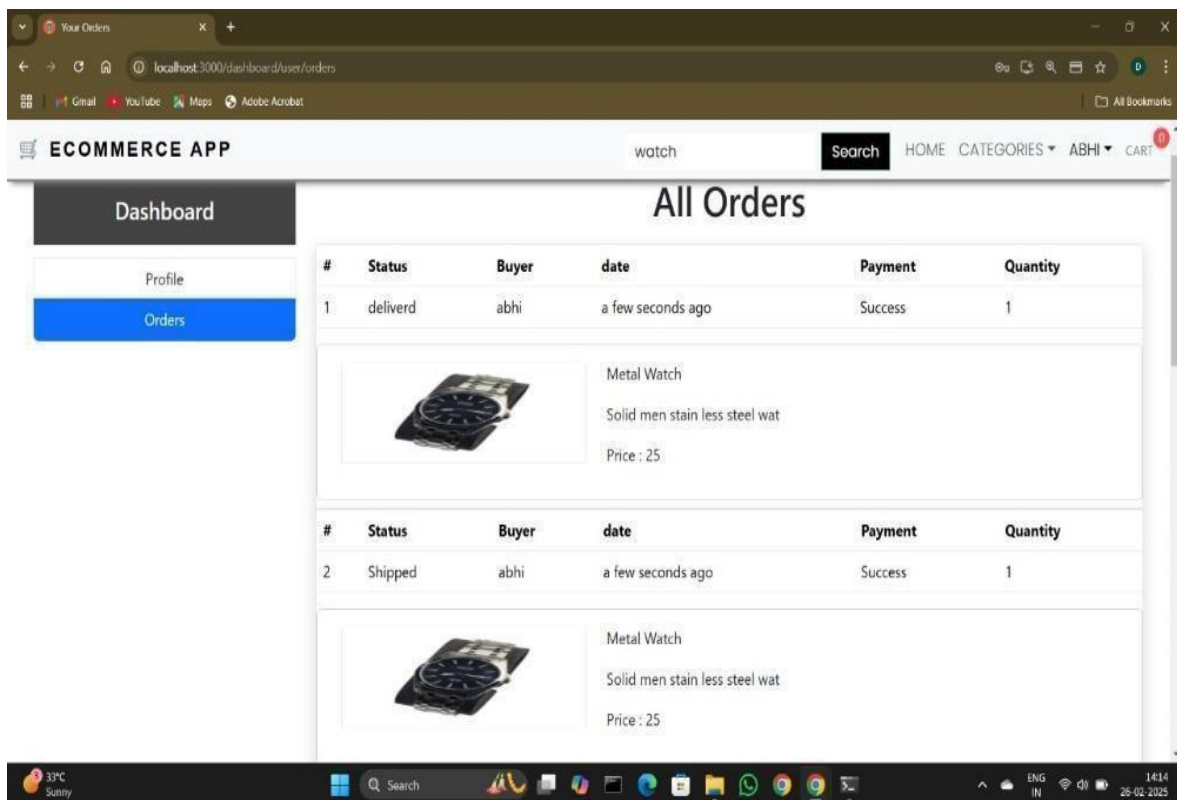 Your Orders
localhost:3000/dashboard/user/orders
D
Gmail YouTube Maps Adobe Acrobat All Bookmarks
ECOMMERCE APP watch Search HOME CATEGORIES ABHI CART 0
Dashboard
Profile
Orders
All Orders
# Status Buyer date Payment Quantity
1 deliverd abhi a few seconds ago Success 1
Metal Watch
Solid men stain less steel wat
Price : 25
# Status Buyer date Payment Quantity
2 Shipped abhi a few seconds ago Success 1
Metal Watch
Solid men stain less steel wat
Price : 25
3
33°C
Sunny
Search
ENG
IN
14:14
26-02-2025